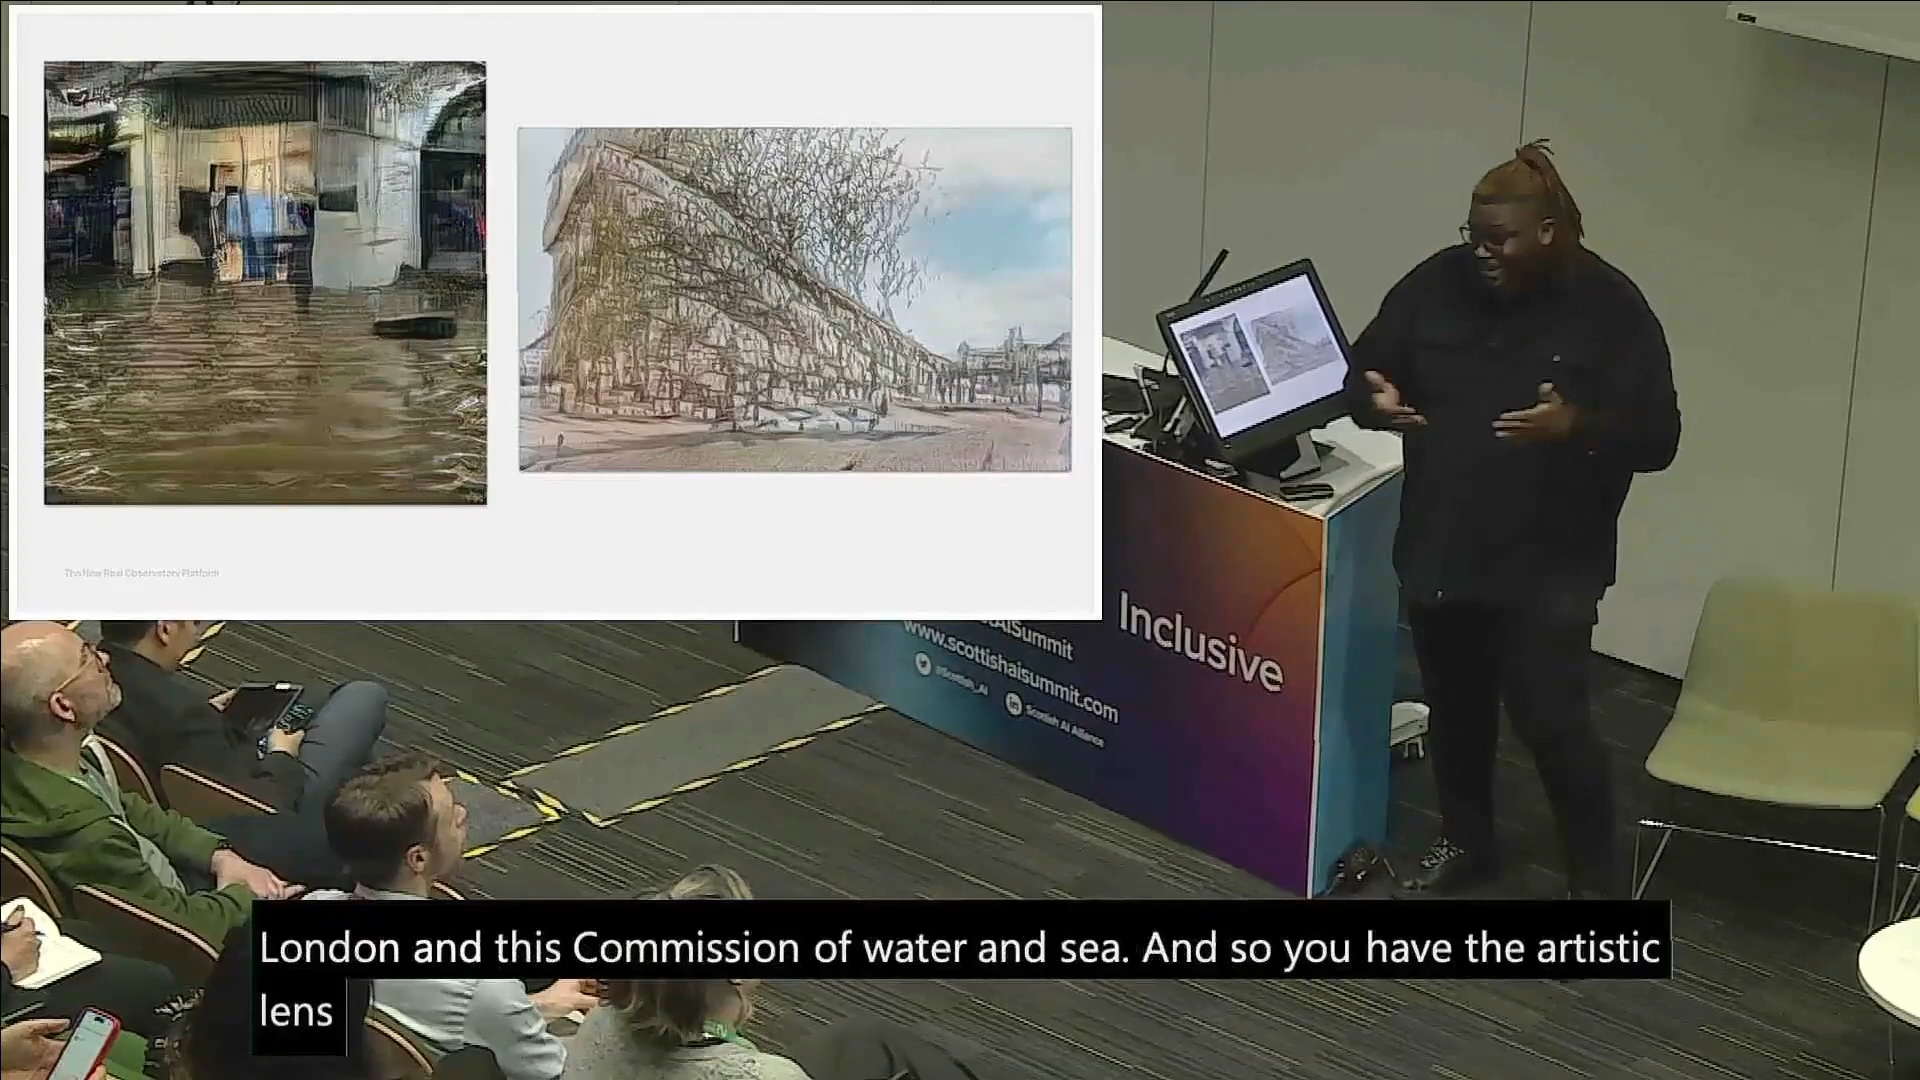 The New Real Observatory Platform
AISummit
www.scottishaisummit.com
@Scottish_AI
Scottish AI Alliance
Inclusive
London and this Commission of water and sea. And so you have the artistic
lens